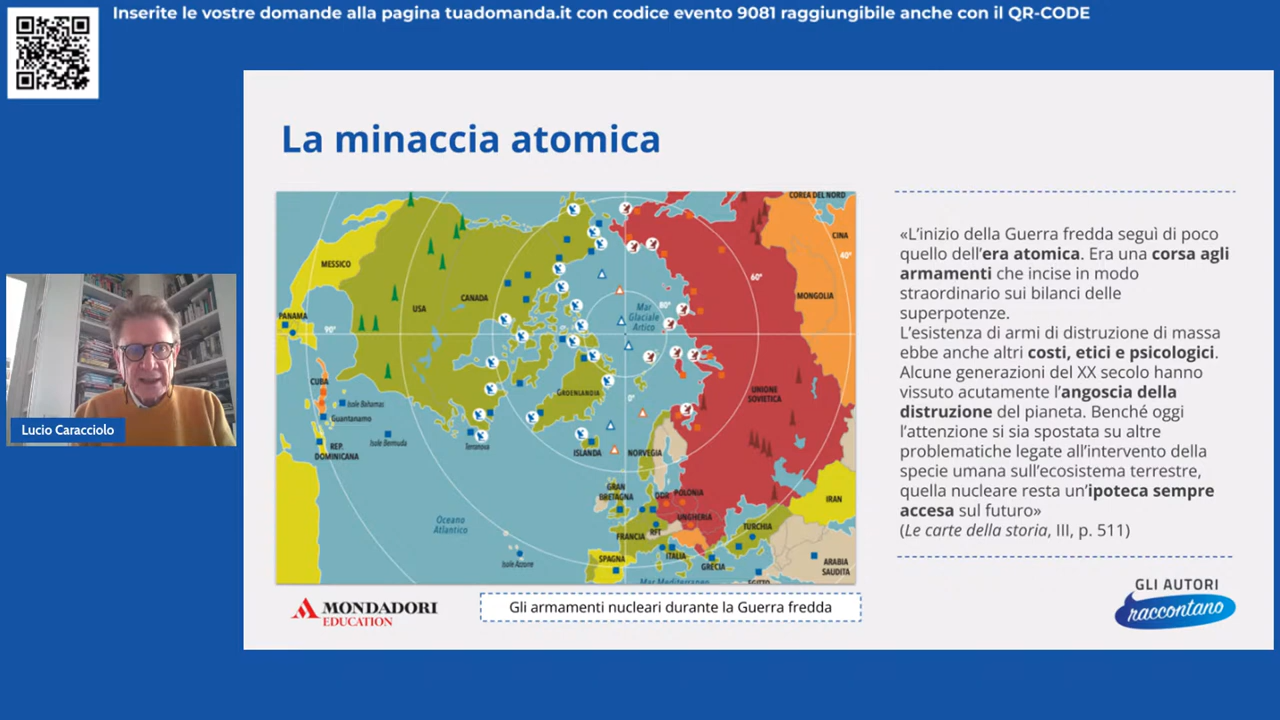 Inserite le vostre domande alla pagina tuadomanda.it con codice evento 9081 raggiungibile anche con il QR-CODE
La minaccia atomica
COREA DEL NORD
CINA
40°
MESSICO
60°
USA
CANADA
80°
MONGOLIA
Mar
Glaciale
Artico
PANAMA
90°
CUBA
GROENLANDIA
0°
UNIONE
SOVIETICA
Isole Bahamas
Guantanamo
Isole Bermuda
REP.
DOMINICANA
Terranova
ISLANDA
NORVEGIA
GRAN
BRETAGNA
DDR
POLONIA
IRAN
Oceano
Atlantico
UNGHERIA
RFT
FRANCIA
TURCHIA
Isole Azzorre
SPAGNA
ITALIA
GRECIA
ARABIA
SAUDITA
Mar Mediterraneo
EGITTO
«L’inizio della Guerra fredda seguì di poco
quello dell’era atomica. Era una corsa agli
armamenti che incise in modo
straordinario sui bilanci delle
superpotenze.
L’esistenza di armi di distruzione di massa
ebbe anche altri costi, etici e psicologici.
Alcune generazioni del XX secolo hanno
vissuto acutamente l’angoscia della
distruzione del pianeta. Benché oggi
l’attenzione si sia spostata su altre
problematiche legate all’intervento della
specie umana sull’ecosistema terrestre,
quella nucleare resta un’ipoteca sempre
accesa sul futuro»
(Le carte della storia, III, p. 511)
Lucio Caracciolo
MONDADORI
EDUCATION
Gli armamenti nucleari durante la Guerra fredda
GLI AUTORI
raccontano